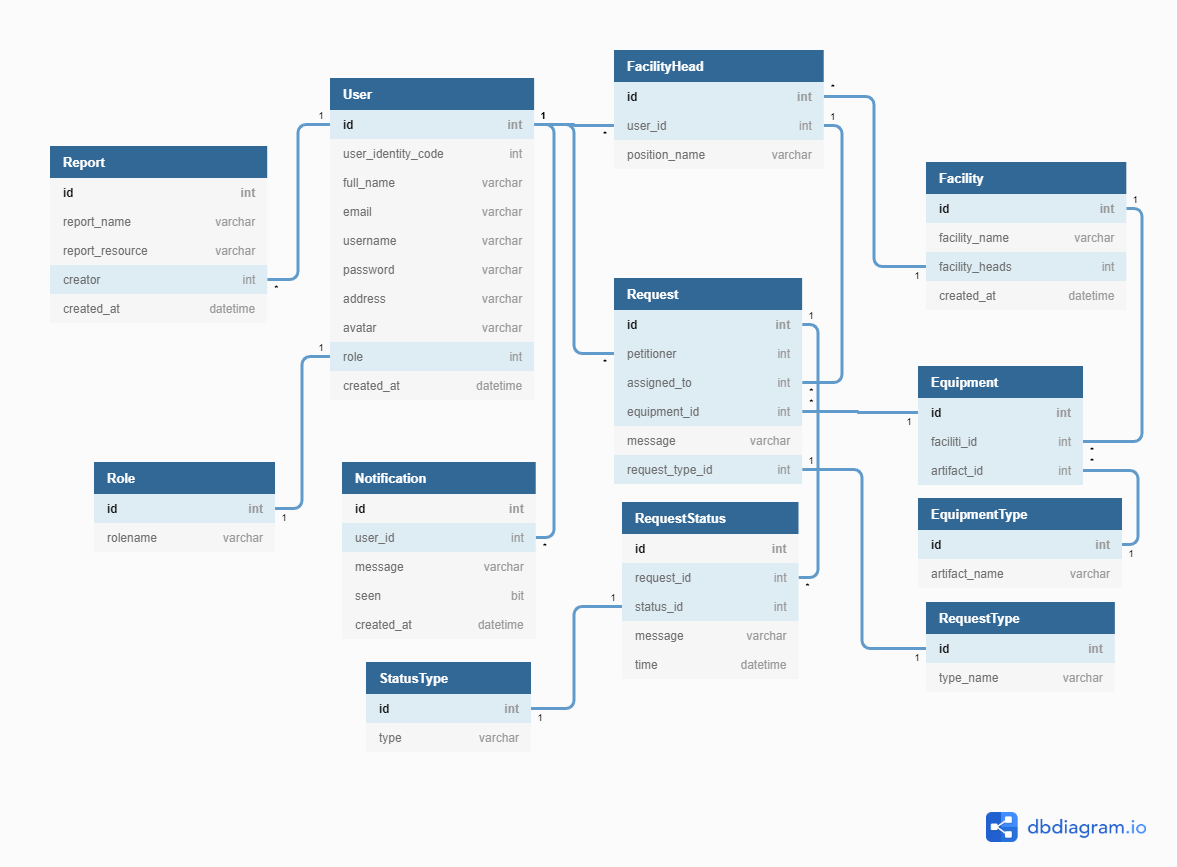 FacilityHead
id int
user_id int
position_name varchar
User
id int
user_identity_code int
full_name varchar
email varchar
username varchar
password varchar
address varchar
avatar varchar
role int
created_at datetime
Report
id int
report_name varchar
report_resource varchar
creator int
created_at datetime
Facility
id int
facility_name varchar
facility_heads int
created_at datetime
Request
id int
petitioner int
assigned_to int
equipment_id int
message varchar
request_type_id int
Equipment
id int
faciliti_id int
artifact_id int
Role
id int
rolename varchar
Notification
id int
user_id int
message varchar
seen bit
created_at datetime
RequestStatus
id int
request_id int
status_id int
message varchar
time datetime
EquipmentType
id int
artifact_name varchar
RequestType
id int
type_name varchar
StatusType
id int
type varchar
1
*
1
*
1
1
1
*
*
*
*
1
1
*
1
*
*
1
1
*
*
1
1
1
1
1
dbdiagram.io